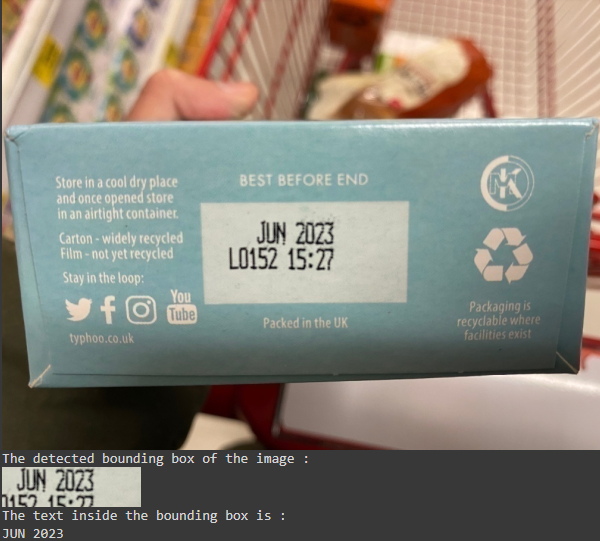 Store in a cool dry place
and once opened store
in an airtight container.
Carton - widely recycled
Film - not yet recycled
Stay in the loop:
You
Tube
typhoo.co.uk
BEST BEFORE END
JUN 2023
L0152 15:27
Packed in the UK
K
Packaging is
recyclable where
facilities exist
The detected bounding box of the image :
JUN 2023
0152 15:27
The text inside the bounding box is :
JUN 2023